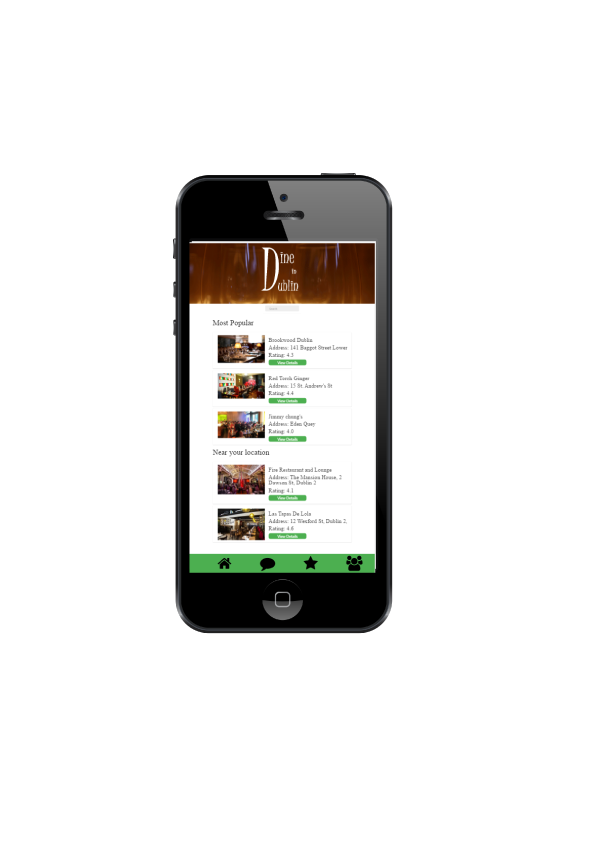 Dine
in
Dublin
Most Popular
Brookwood Dublin
Address: 141 Baggot Street Lower
Rating: 4.3
View Details
Red Torch Ginger
Address: 15 St. Andrew's St
Rating: 4.4
View Details
Jimmy chung's
Address: Eden Quay
Rating: 4.0
View Details
Near your location
Fire Restaurant and Lounge
Address: The Mansion House, 2
Dawson St, Dublin 2
Rating: 4.1
View Details
Las Tapas De Lola
Address: 12 Wexford St, Dublin 2,
Rating: 4.6
View Details